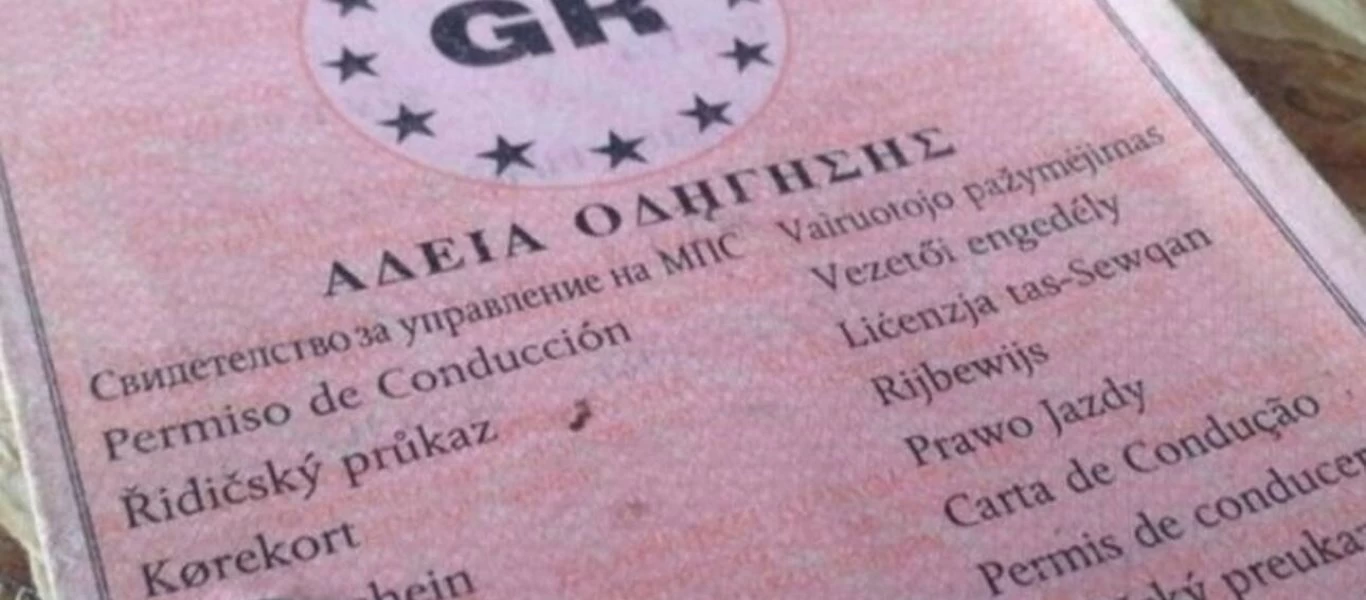 GR
ΑΔΕΙΑ ΟΔΗΓΗΣΗΣ
Свидетелство за управление на МПС
Permiso de Conducción
Řidičský průkaz
Kørekort
Vairuotojo pažymėjimas
Vezetői engedély
Liċenzja tas-Sewqan
Rijbewijs
Prawo Jazdy
Carta de Condução
Permis de conducere